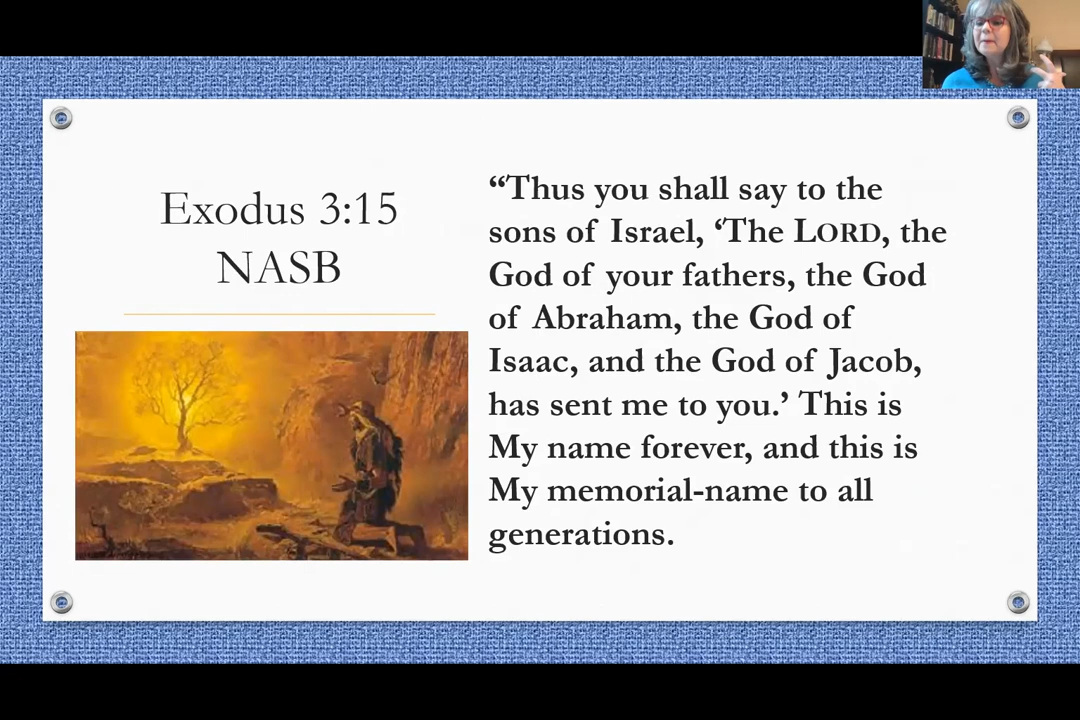 Exodus 3:15
NASB
“Thus you shall say to the
sons of Israel, ‘The LORD, the
God of your fathers, the God
of Abraham, the God of
Isaac, and the God of Jacob,
has sent me to you.’ This is
My name forever, and this is
My memorial-name to all
generations.